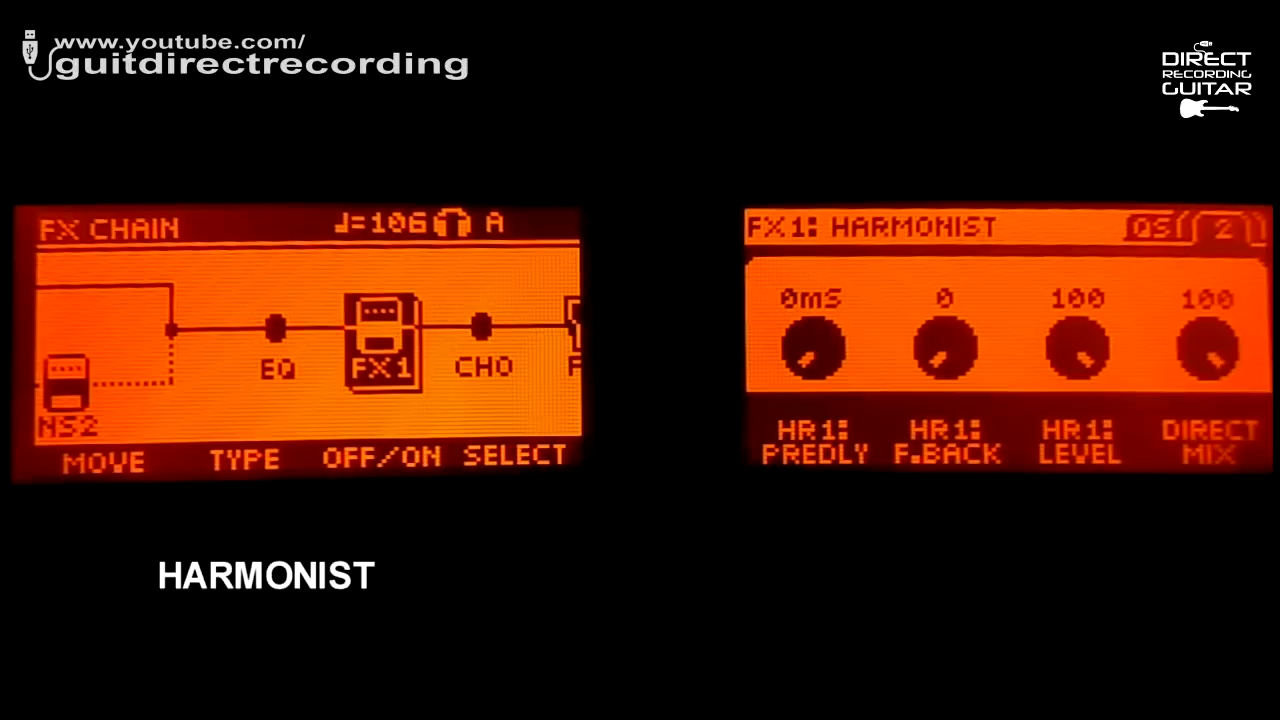 www.youtube.com/
guitdirectrecording
DIRECT
RECORDING
GUITAR
FX CHAIN
♩=106
A
EQ
FX1
CHO
NS2
MOVE TYPE OFF/ON SELECT
FX1: HARMONIST
QS 2
0mS 0 100 100
HR1: PREDLY
HR1: F.BACK
HR1: LEVEL
DIRECT MIX
HARMONIST